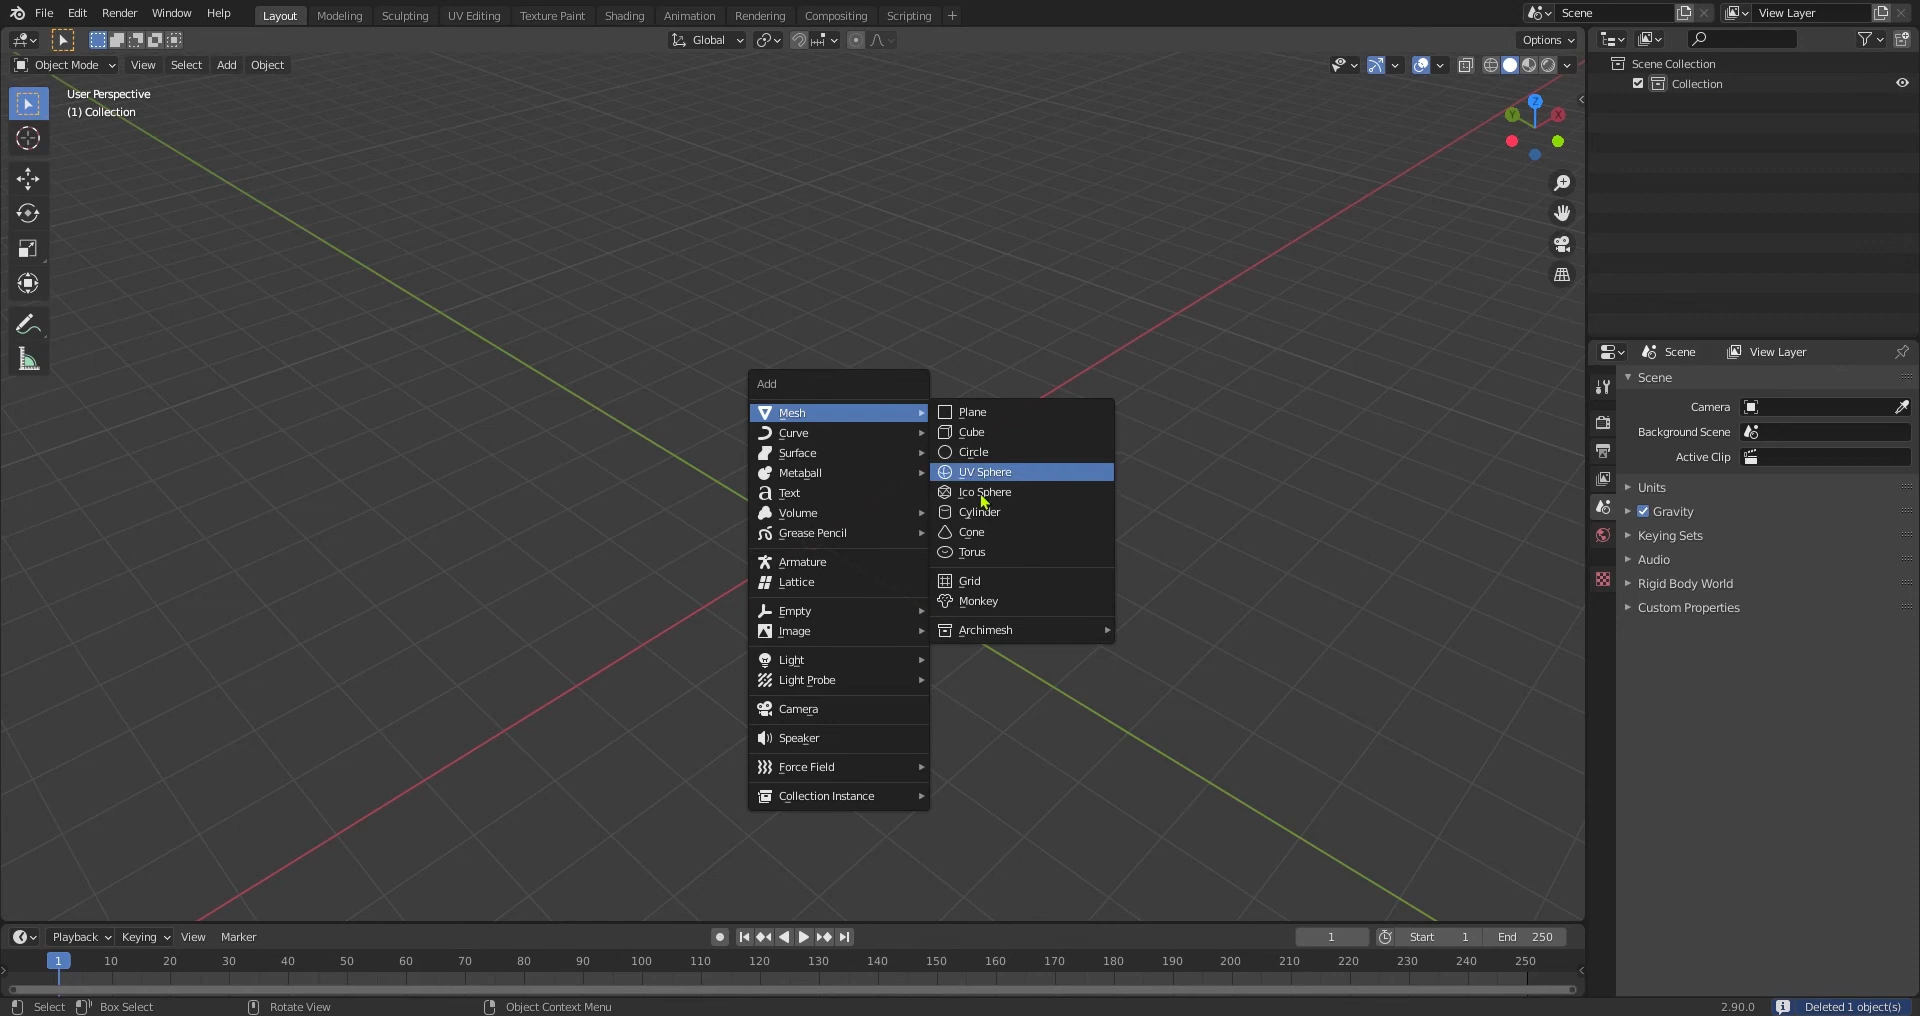 File Edit Render Window Help Layout Modeling Sculpting UV Editing Texture Paint Shading Animation Rendering Compositing Scripting + Scene View Layer
Global Options
Object Mode View Select Add Object
User Perspective
(1) Collection
Z
Y X
Scene Collection
Collection
Scene View Layer
Scene
Camera
Background Scene
Active Clip
Units
Gravity
Keying Sets
Audio
Rigid Body World
Custom Properties
Add
Mesh
Curve
Surface
Metaball
Text
Volume
Grease Pencil
Armature
Lattice
Empty
Image
Light
Light Probe
Camera
Speaker
Force Field
Collection Instance
Plane
Cube
Circle
UV Sphere
Ico Sphere
Cylinder
Cone
Torus
Grid
Monkey
Archimesh
Playback Keying View Marker 1 Start 1 End 250
1 10 20 30 40 50 60 70 80 90 100 110 120 130 140 150 160 170 180 190 200 210 220 230 240 250
Select Box Select Rotate View Object Context Menu 2.90.0 Deleted 1 object(s)